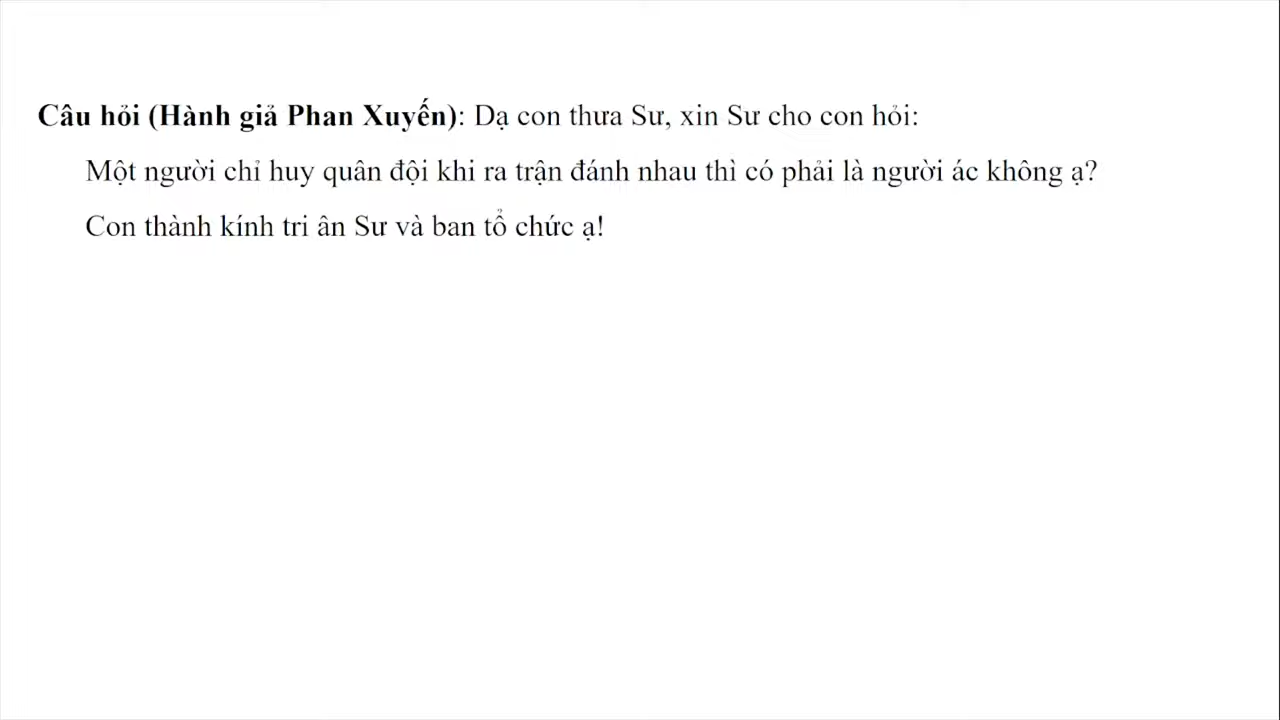 Câu hỏi (Hành giả Phan Xuyến): Dạ con thưa Sư, xin Sư cho con hỏi:
Một người chỉ huy quân đội khi ra trận đánh nhau thì có phải là người ác không ạ?
Con thành kính tri ân Sư và ban tổ chức ạ!